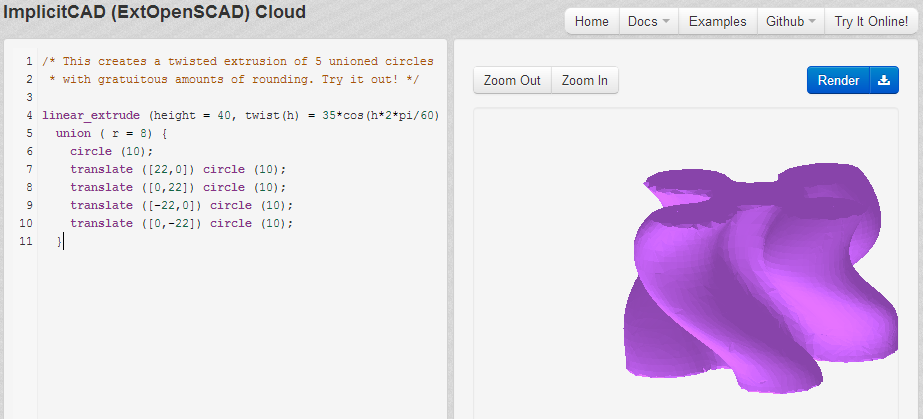 ImplicitCAD (ExtOpenSCAD) Cloud
Home Docs Examples Github Try It Online!
1 /* This creates a twisted extrusion of 5 unioned circles
2 * with gratuitous amounts of rounding. Try it out! */
3
4 linear_extrude (height = 40, twist(h) = 35*cos(h*2*pi/60)
5 union ( r = 8) {
6 circle (10);
7 translate ([22,0]) circle (10);
8 translate ([0,22]) circle (10);
9 translate ([-22,0]) circle (10);
10 translate ([0,-22]) circle (10);
11 }
Zoom Out Zoom In Render